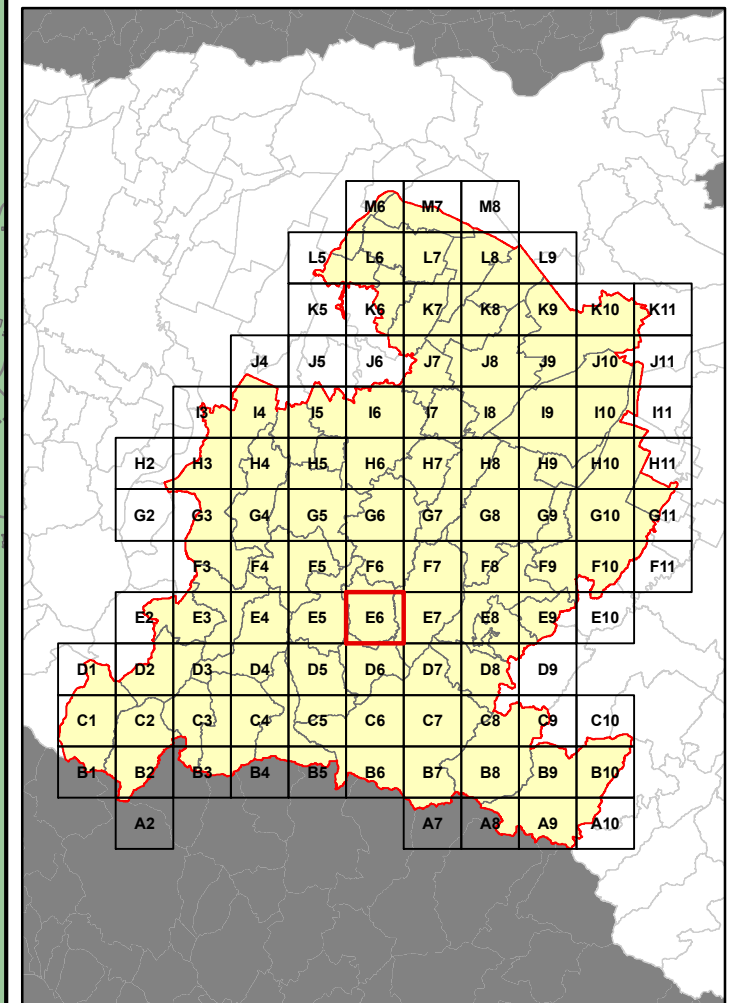 M6 M7 M8
L5 L6 L7 L8 L9
K5 K6 K7 K8 K9 K10 K11
J4 J5 J6 J7 J8 J9 J10 J11
I3 I4 I5 I6 I7 I8 I9 I10 I11
H2 H3 H4 H5 H6 H7 H8 H9 H10 H11
G2 G3 G4 G5 G6 G7 G8 G9 G10 G11
F3 F4 F5 F6 F7 F8 F9 F10 F11
E2 E3 E4 E5 E6 E7 E8 E9 E10
D1 D2 D3 D4 D5 D6 D7 D8 D9
C1 C2 C3 C4 C5 C6 C7 C8 C9 C10
B1 B2 B3 B4 B5 B6 B7 B8 B9 B10
A2 A7 A8 A9 A10